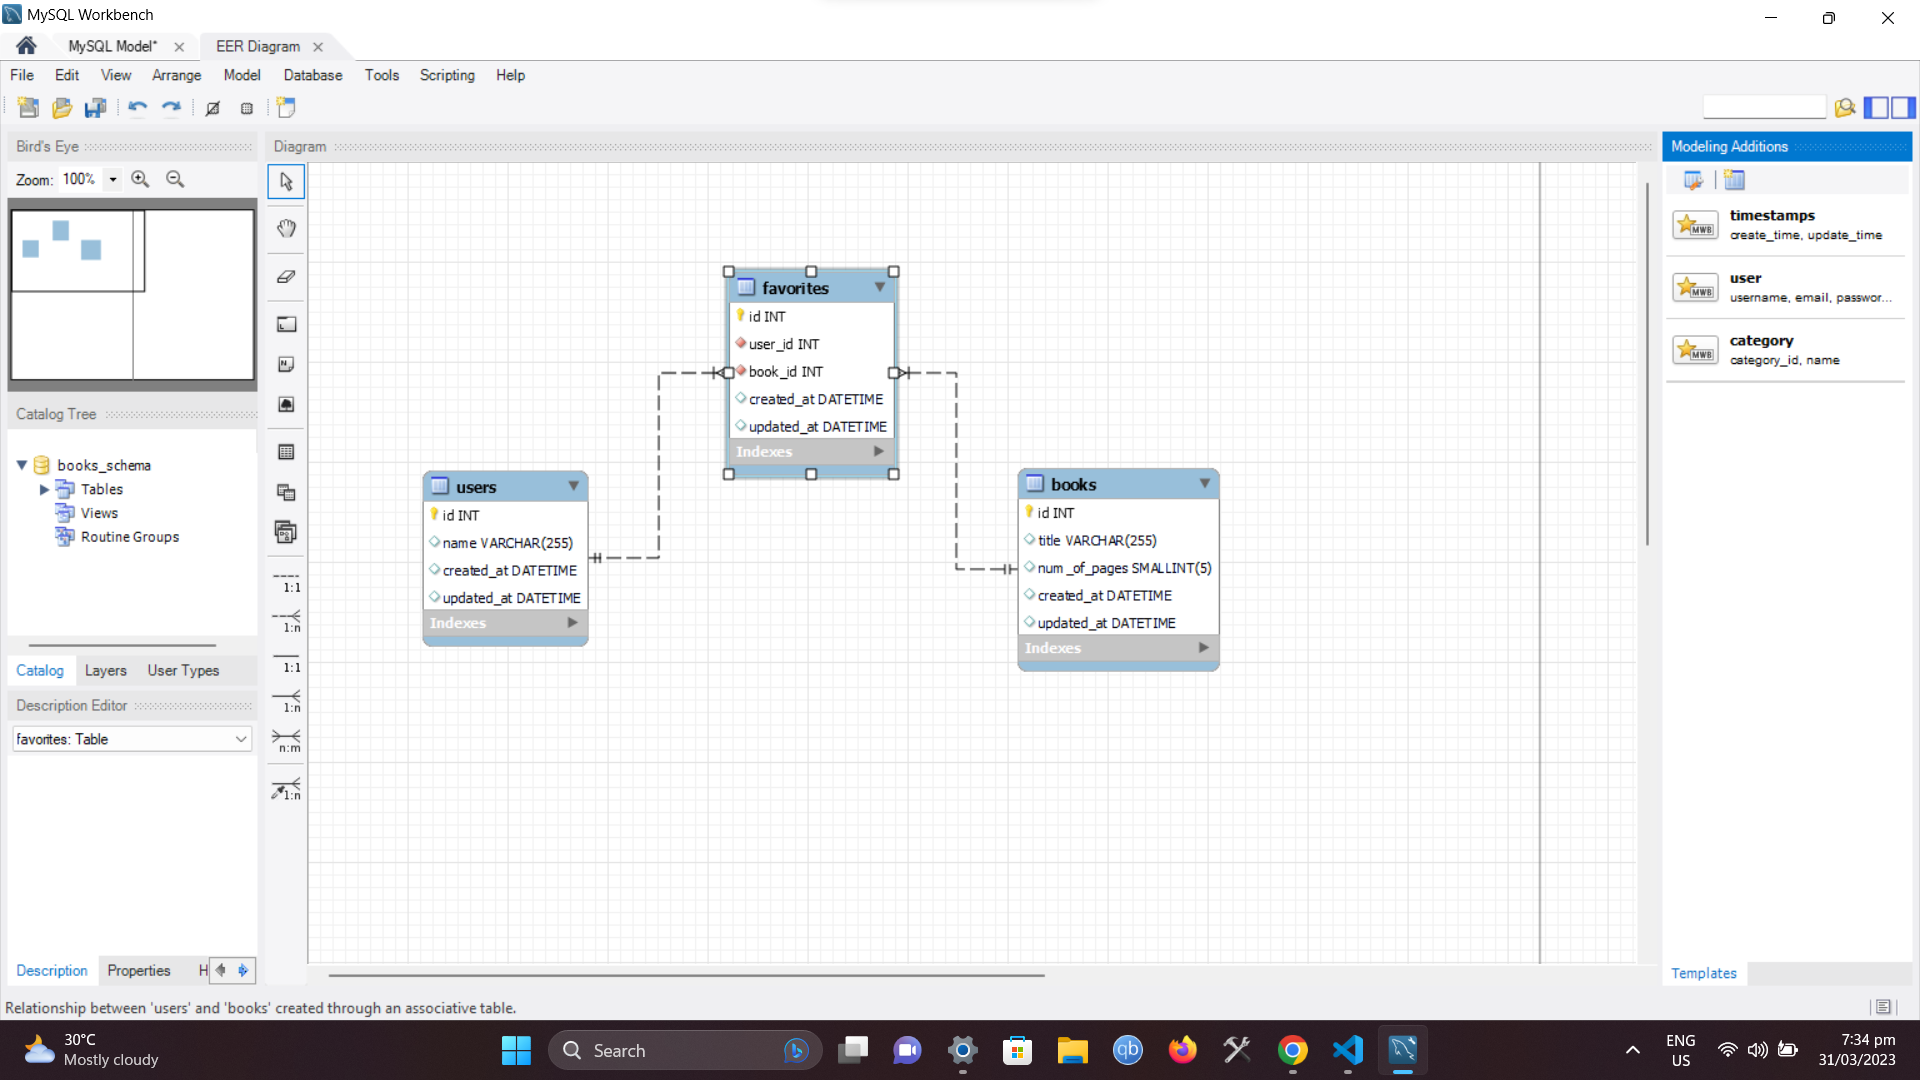 MySQL Workbench
MySQL Model* EER Diagram
File Edit View Arrange Model Database Tools Scripting Help
Bird's Eye
Zoom: 100%
Catalog Tree
books_schema
Tables
Views
Routine Groups
Catalog Layers User Types
Description Editor
favorites: Table
Description Properties H
Diagram
1:1
1:n
1:1
1:n
n:m
1:n
favorites
id INT
user_id INT
book_id INT
created_at DATETIME
updated_at DATETIME
Indexes
users
id INT
name VARCHAR(255)
created_at DATETIME
updated_at DATETIME
Indexes
books
id INT
title VARCHAR(255)
num_of_pages SMALLINT(5)
created_at DATETIME
updated_at DATETIME
Indexes
Modeling Additions
MWB
timestamps
create_time, update_time
MWB
user
username, email, passwor...
MWB
category
category_id, name
Templates
Relationship between 'users' and 'books' created through an associative table.
30°C
Mostly cloudy
Search
qb
ENG
US
7:34 pm
31/03/2023